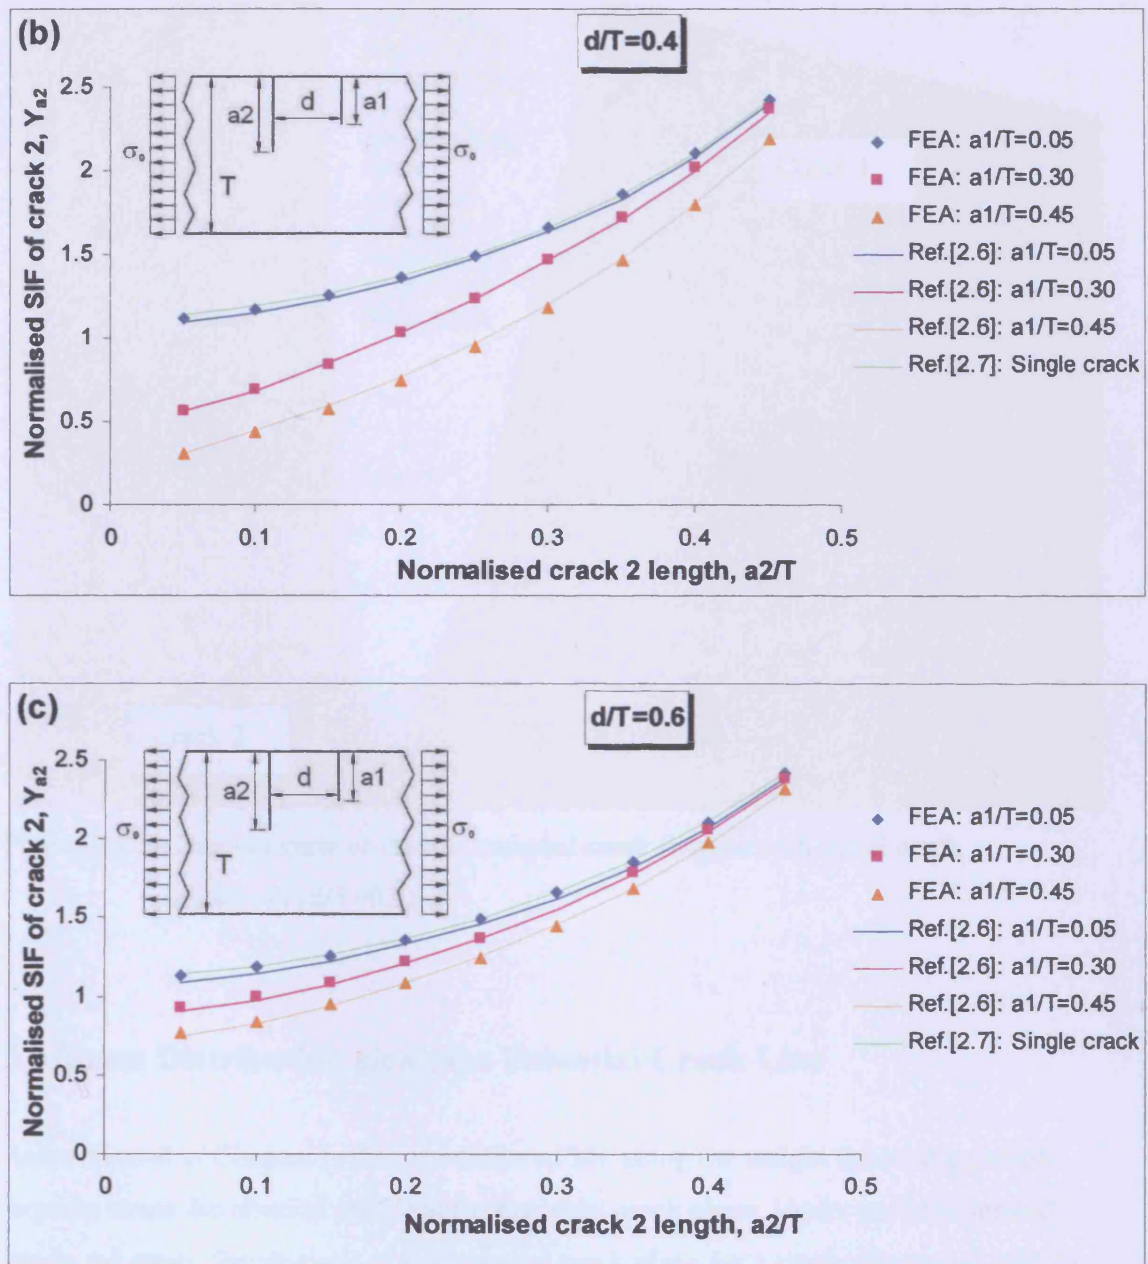 (b)
d/T=0.4
Normalised SIF of crack 2, Ya2
2.5
2
1.5
1
0.5
0
σ₀
a2
d
a1
T
σ₀
FEA: a1/T=0.05
FEA: a1/T=0.30
FEA: a1/T=0.45
Ref.[2.6]: a1/T=0.05
Ref.[2.6]: a1/T=0.30
Ref.[2.6]: a1/T=0.45
Ref.[2.7]: Single crack
0 0.1 0.2 0.3 0.4 0.5
Normalised crack 2 length, a2/T
(c)
d/T=0.6
Normalised SIF of crack 2, Ya2
2.5
2
1.5
1
0.5
0
σ₀
a2
d
a1
T
σ₀
FEA: a1/T=0.05
FEA: a1/T=0.30
FEA: a1/T=0.45
Ref.[2.6]: a1/T=0.05
Ref.[2.6]: a1/T=0.30
Ref.[2.6]: a1/T=0.45
Ref.[2.7]: Single crack
0 0.1 0.2 0.3 0.4 0.5
Normalised crack 2 length, a2/T